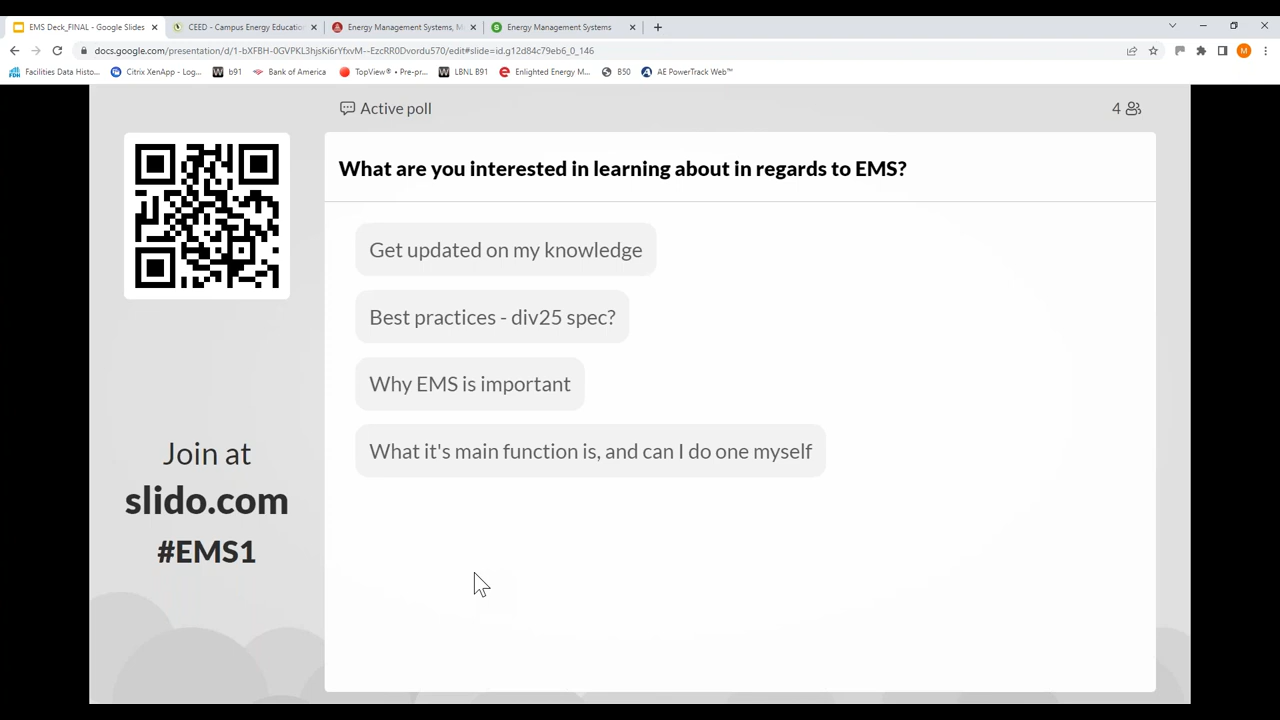 EMS Deck_FINAL - Google Slides
CEED - Campus Energy Educatio
Energy Management Systems, M
Energy Management Systems
docs.google.com/presentation/d/1-bXFBH-0GVPKL3hjsKi6rYfxvM--EzcRR0Dvordu570/edit#slide=id.g12d84c79eb6_0_146
M
Facilities Data Histo...
Citrix XenApp - Log...
b91
Bank of America
TopView® • Pre-pr...
LBNL B91
Enlighted Energy M...
B50
AE PowerTrack Web™
Active poll
4
What are you interested in learning about in regards to EMS?
Get updated on my knowledge
Best practices - div25 spec?
Why EMS is important
What it's main function is, and can I do one myself
Join at
slido.com
#EMS1